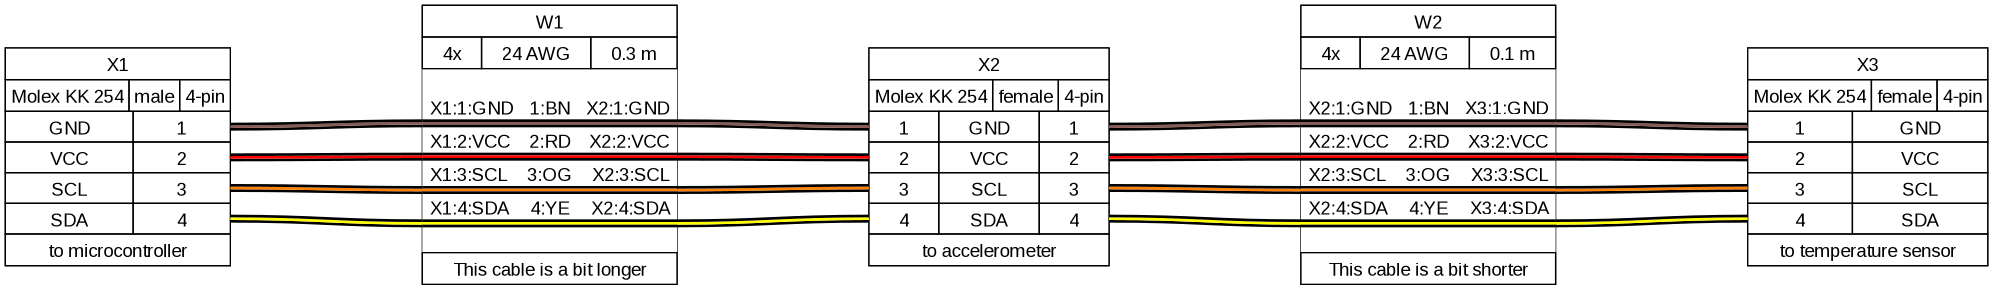 X1
Molex KK 254 male 4-pin
GND 1
VCC 2
SCL 3
SDA 4
to microcontroller
W1
4x 24 AWG 0.3 m
X1:1:GND 1:BN X2:1:GND
X1:2:VCC 2:RD X2:2:VCC
X1:3:SCL 3:OG X2:3:SCL
X1:4:SDA 4:YE X2:4:SDA
This cable is a bit longer
X2
Molex KK 254 female 4-pin
1 GND 1
2 VCC 2
3 SCL 3
4 SDA 4
to accelerometer
W2
4x 24 AWG 0.1 m
X2:1:GND 1:BN X3:1:GND
X2:2:VCC 2:RD X3:2:VCC
X2:3:SCL 3:OG X3:3:SCL
X2:4:SDA 4:YE X3:4:SDA
This cable is a bit shorter
X3
Molex KK 254 female 4-pin
1 GND
2 VCC
3 SCL
4 SDA
to temperature sensor